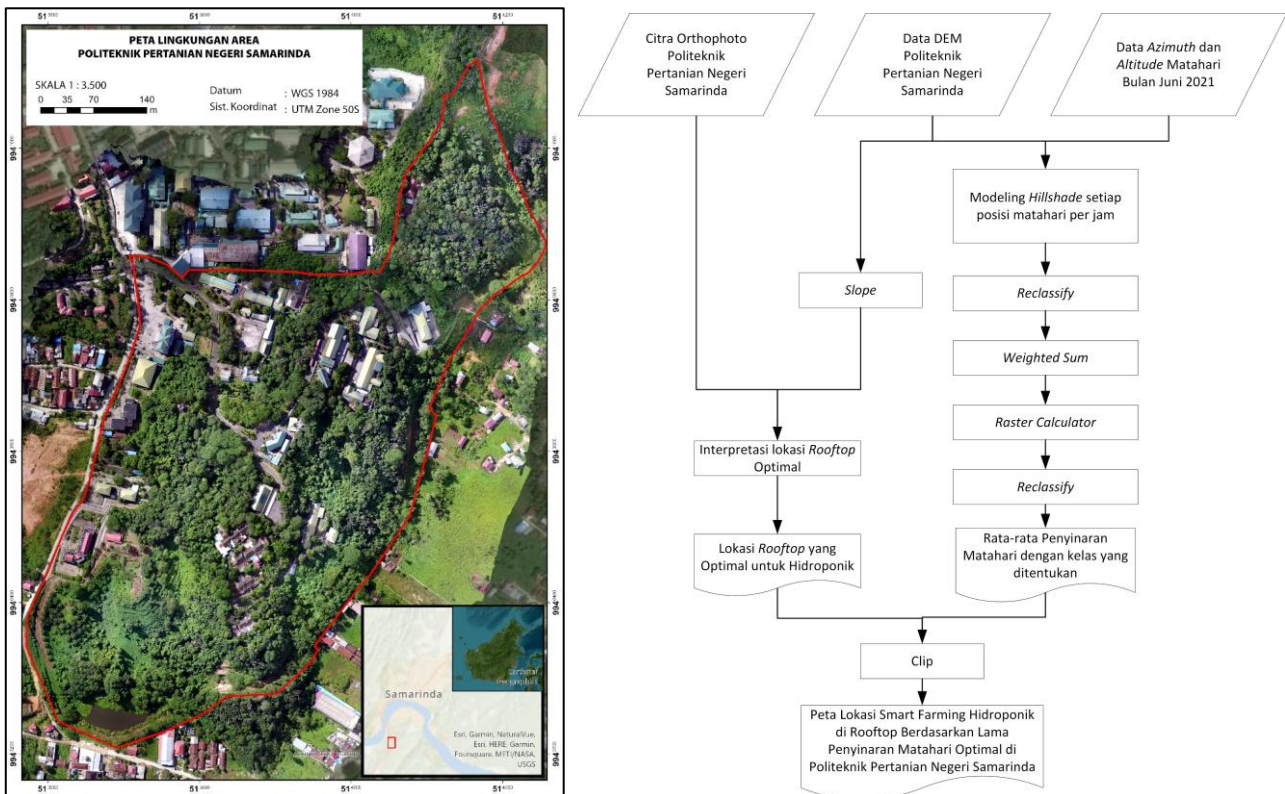 PETA LINGKUNGAN AREA
POLITEKNIK PERTANIAN NEGERI SAMARINDA
SKALA 1 : 3.500
0 35 70 140
m
Datum : WGS 1984
Sist. Koordinat : UTM Zone 50S
Samarinda
Esri, Garmin, NaturalVue,
Esri, HERE, Garmin,
Foursquare, METI/NASA,
USGS
Citra Orthophoto
Politeknik
Pertanian Negeri
Samarinda
Data DEM
Politeknik
Pertanian Negeri
Samarinda
Data Azimuth dan
Altitude Matahari
Bulan Juni 2021
Modeling Hillshade setiap
posisi matahari per jam
Slope
Reclassify
Weighted Sum
Raster Calculator
Interpretasi lokasi Rooftop
Optimal
Reclassify
Lokasi Rooftop yang
Optimal untuk Hidroponik
Rata-rata Penyinaran
Matahari dengan kelas yang
ditentukan
Clip
Peta Lokasi Smart Farming Hidroponik
di Rooftop Berdasarkan Lama
Penyinaran Matahari Optimal di
Politeknik Pertanian Negeri Samarinda